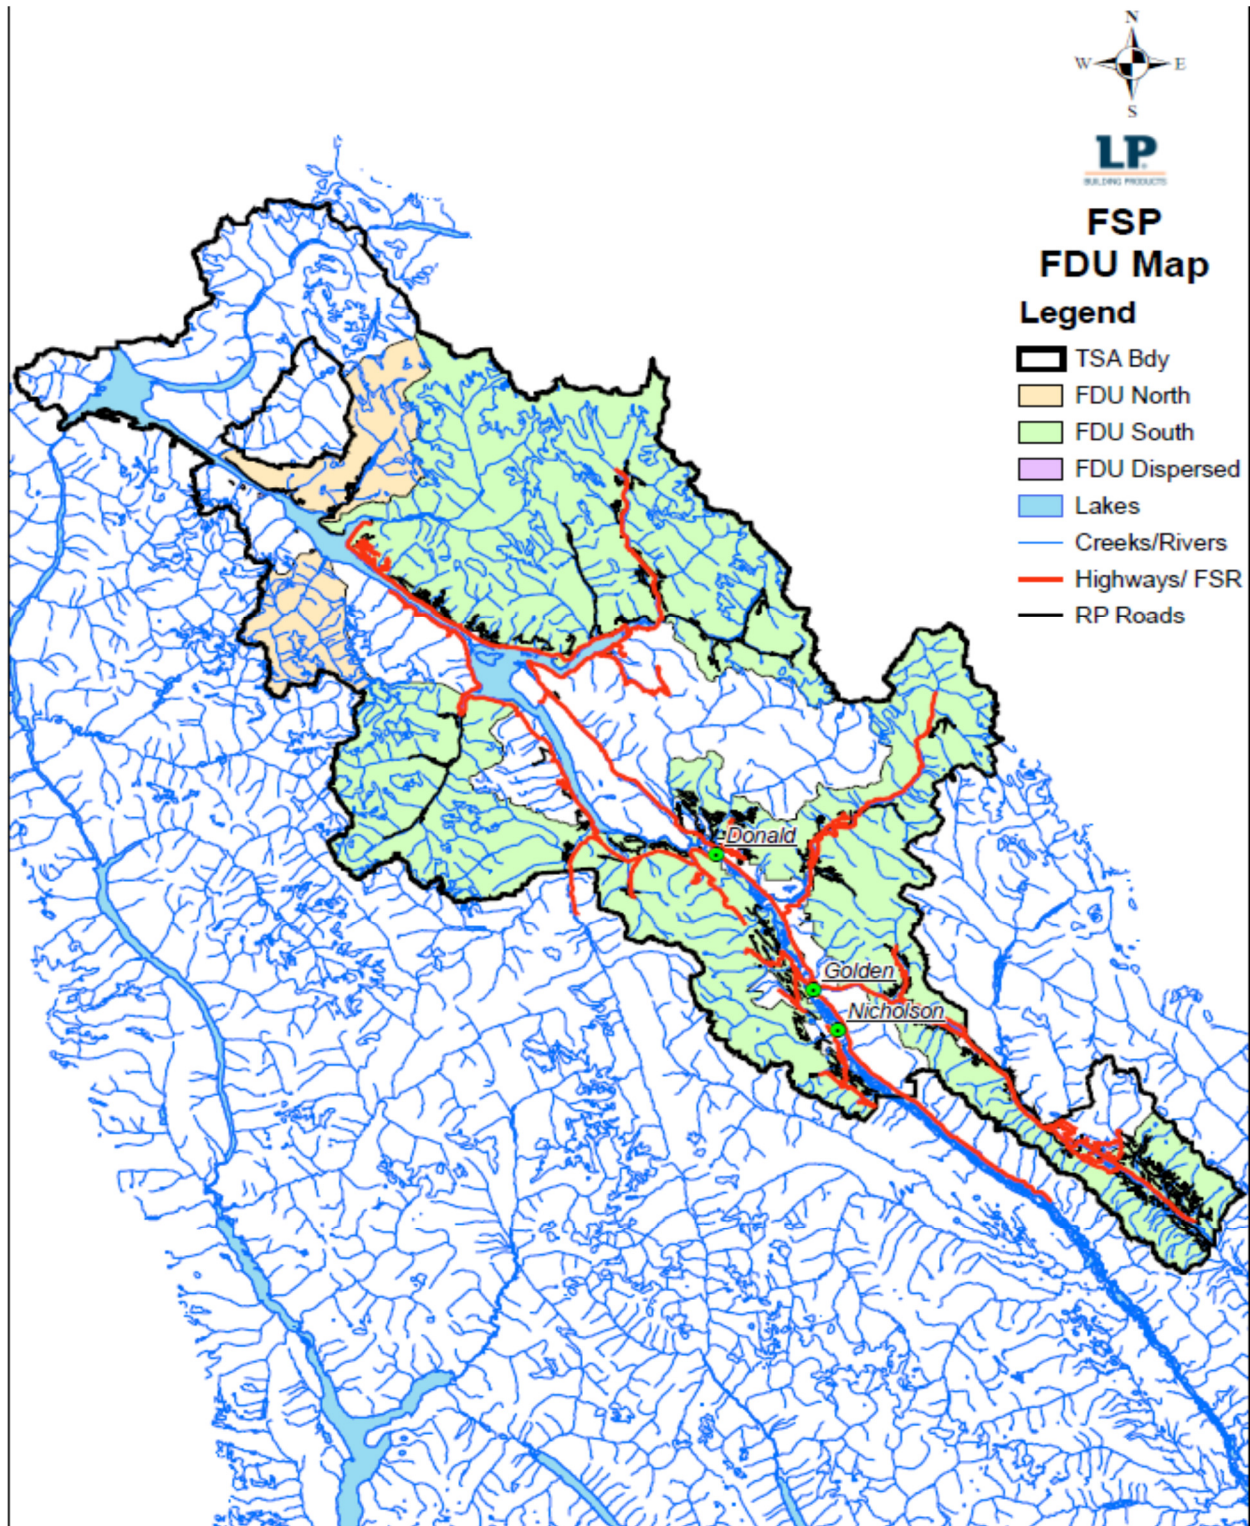 N
W E
S
LP
BUILDING PRODUCTS
FSP
FDU Map
Legend
TSA Bdy
FDU North
FDU South
FDU Dispersed
Lakes
Creeks/Rivers
Highways/ FSR
RP Roads
Donald
Golden
Nicholson